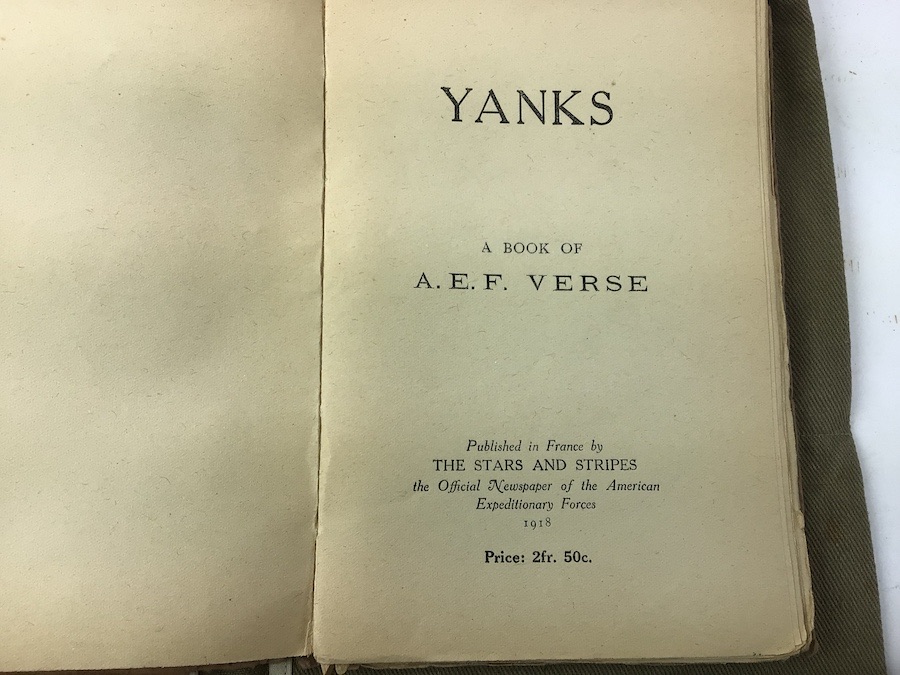 YANKS
A BOOK OF
A. E. F. VERSE
Published in France by
THE STARS AND STRIPES
the Official Newspaper of the American
Expeditionary Forces
1918
Price: 2fr. 50c.